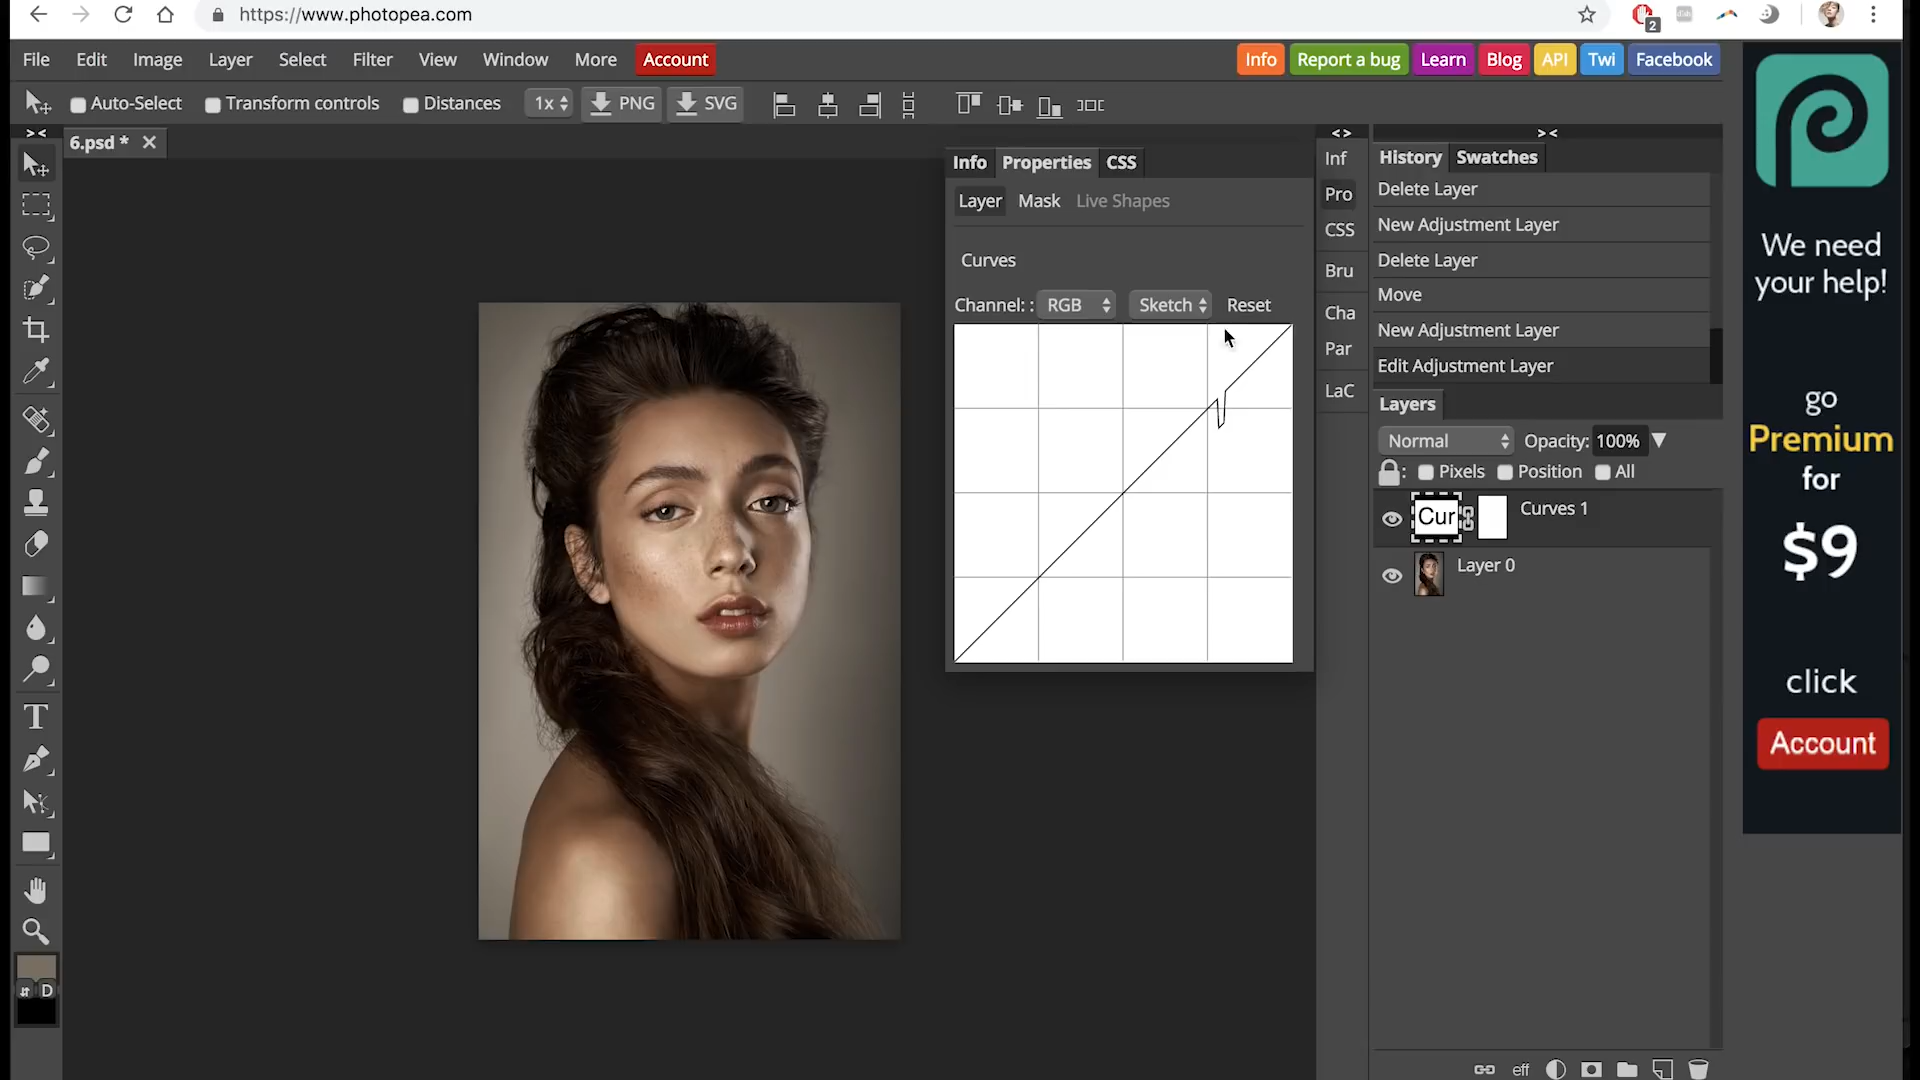 https://www.photopea.com
2
File Edit Image Layer Select Filter View Window More Account
Info Report a bug Learn Blog API Twi Facebook
Auto-Select Transform controls Distances 1x PNG SVG
6.psd *
Info Properties CSS
Layer Mask Live Shapes
Curves
Channel: : RGB Sketch Reset
Inf
Pro
CSS
Bru
Cha
Par
LaC
History Swatches
Delete Layer
New Adjustment Layer
Delete Layer
Move
New Adjustment Layer
Edit Adjustment Layer
Layers
Normal Opacity: 100%
: Pixels Position All
Cur Curves 1
Layer 0
eff
T
D
We need
your help!
go
Premium
for
$9
click
Account